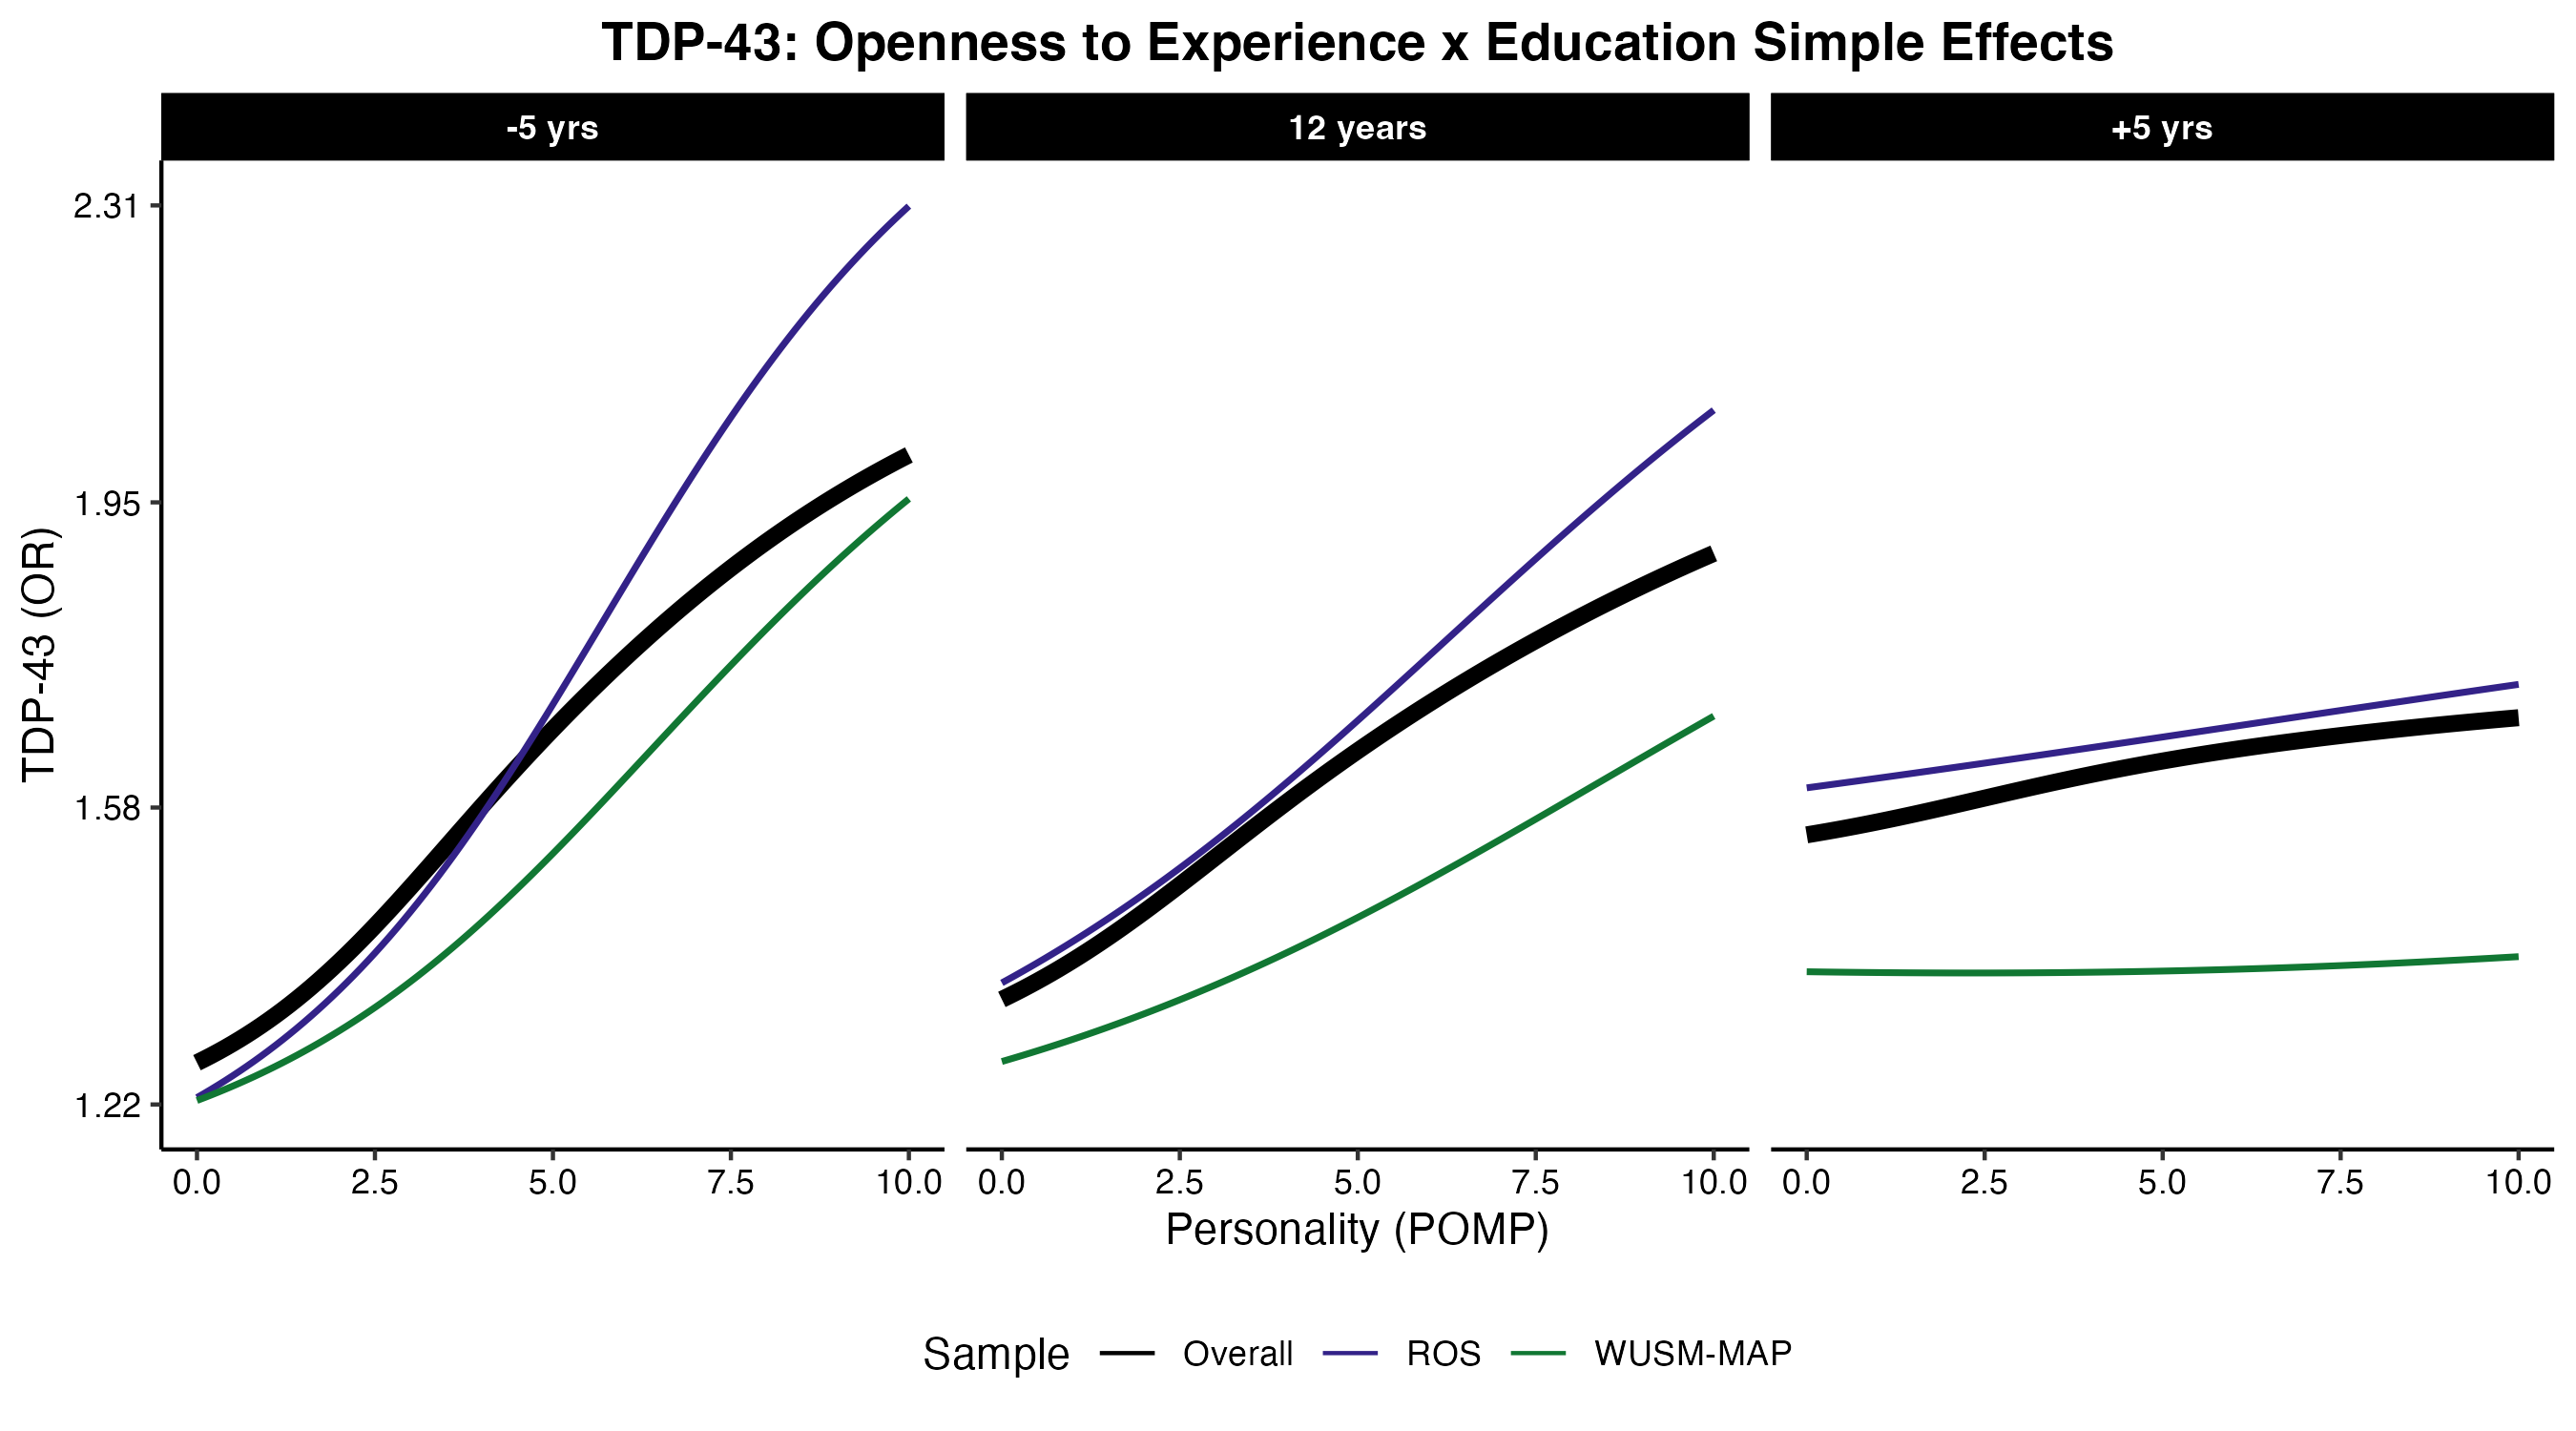 TDP-43: Openness to Experience x Education Simple Effects
-5 yrs 12 years +5 yrs
2.31
1.95
1.58
1.22
TDP-43 (OR)
0.0 2.5 5.0 7.5 10.0 0.0 2.5 5.0 7.5 10.0 0.0 2.5 5.0 7.5 10.0
Personality (POMP)
Sample Overall ROS WUSM-MAP